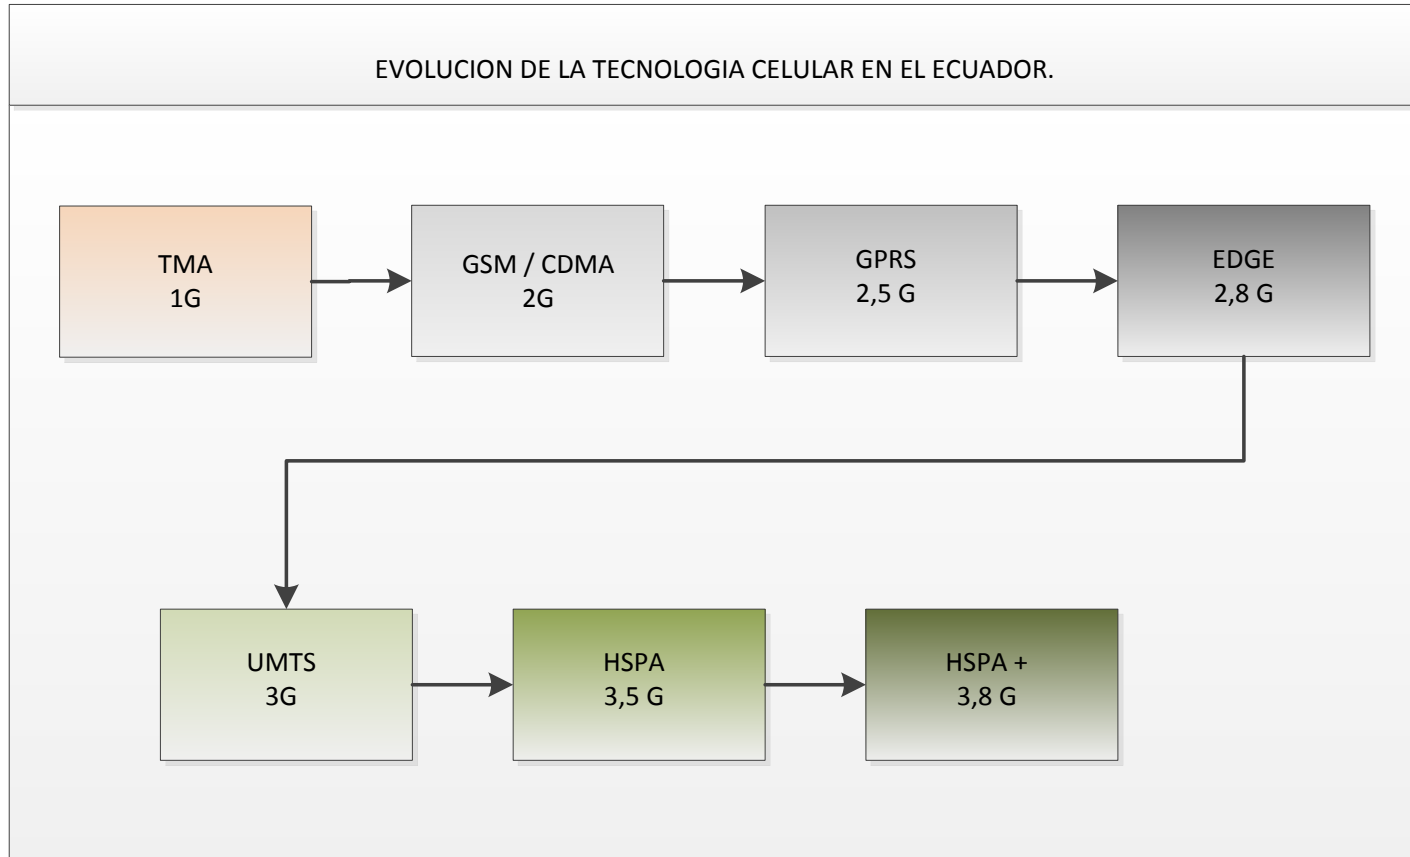 EVOLUCION DE LA TECNOLOGIA CELULAR EN EL ECUADOR.
TMA
1G
GSM / CDMA
2G
GPRS
2,5 G
EDGE
2,8 G
UMTS
3G
HSPA
3,5 G
HSPA +
3,8 G